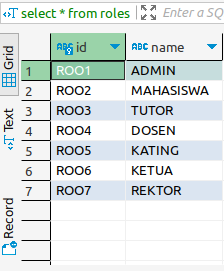 select * from roles
Enter a SQ
Grid
Text
Record
id
name
1 ROO1 ADMIN
2 ROO2 MAHASISWA
3 ROO3 TUTOR
4 ROO4 DOSEN
5 ROO5 KATING
6 ROO6 KETUA
7 ROO7 REKTOR